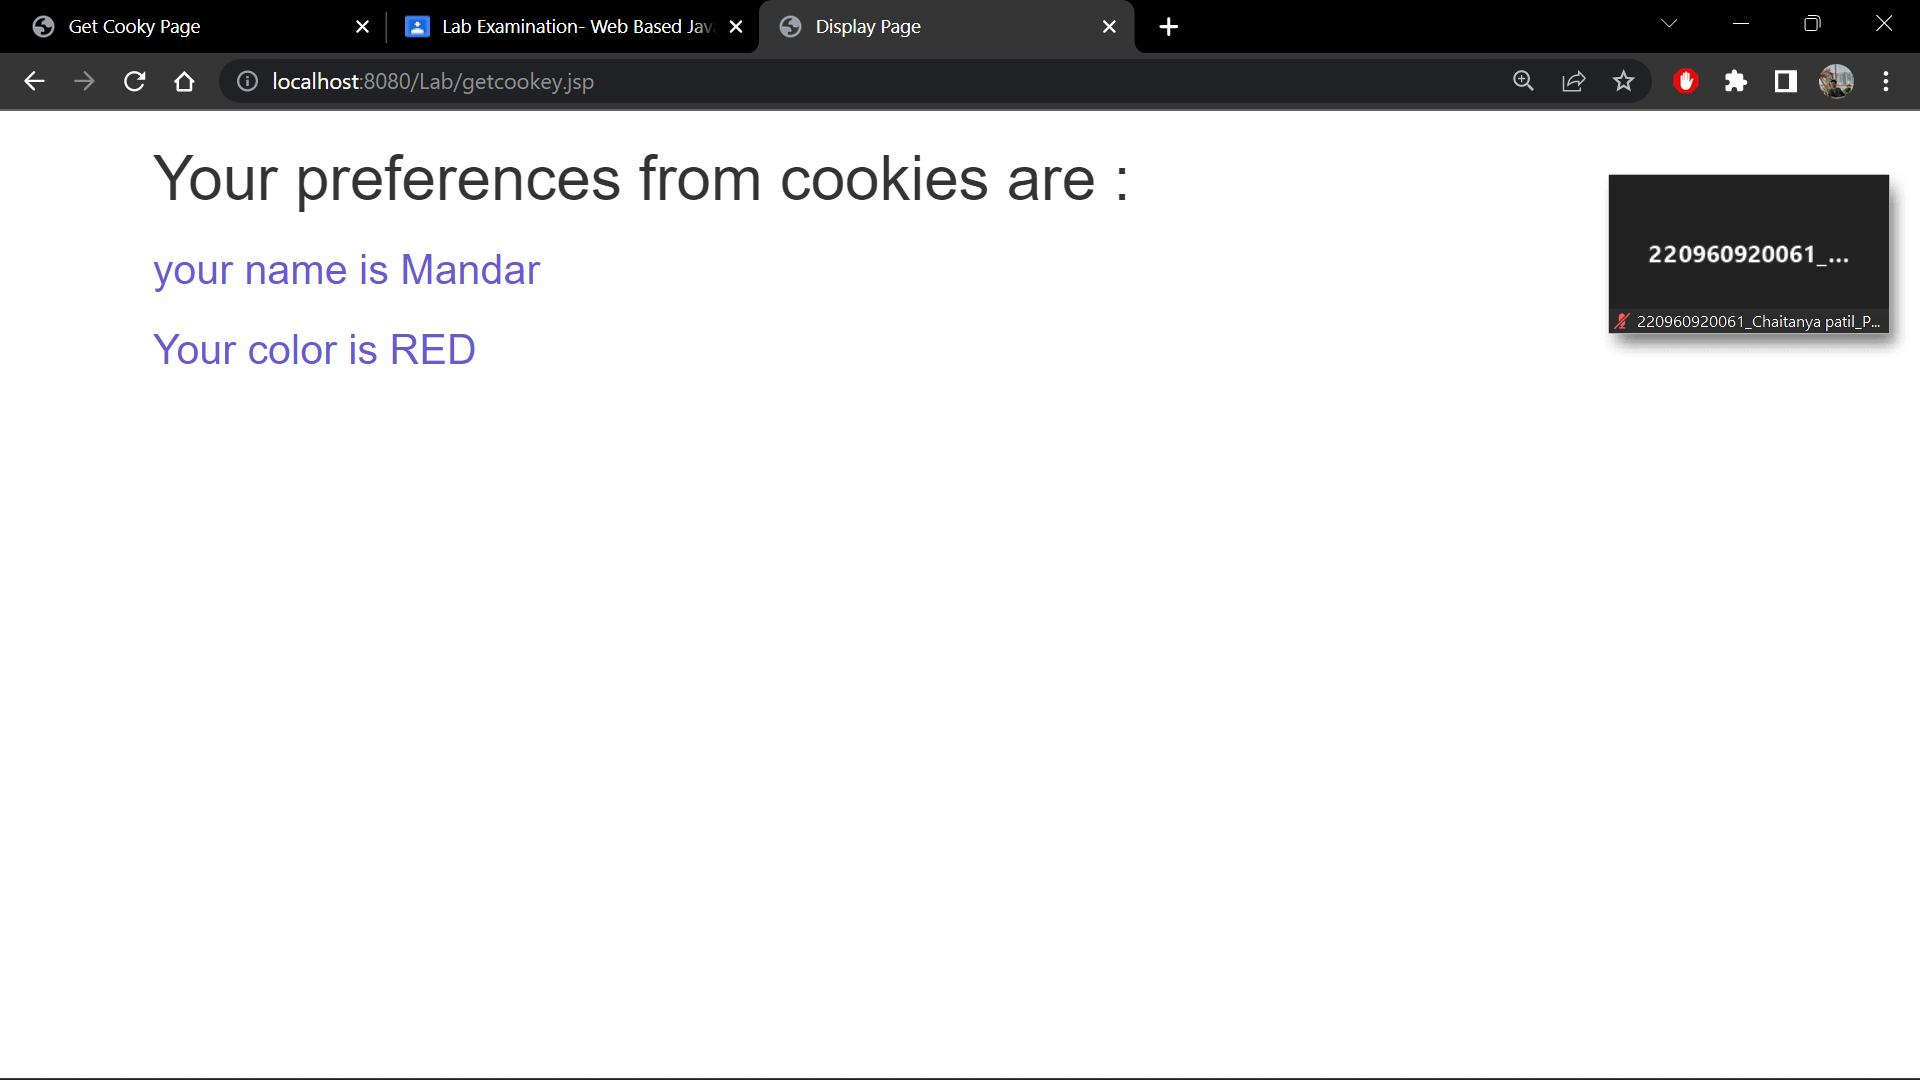 Get Cooky Page
Lab Examination- Web Based Jav
Display Page
localhost:8080/Lab/getcookey.jsp
Your preferences from cookies are :
your name is Mandar
Your color is RED
220960920061_...
220960920061_Chaitanya patil_P...